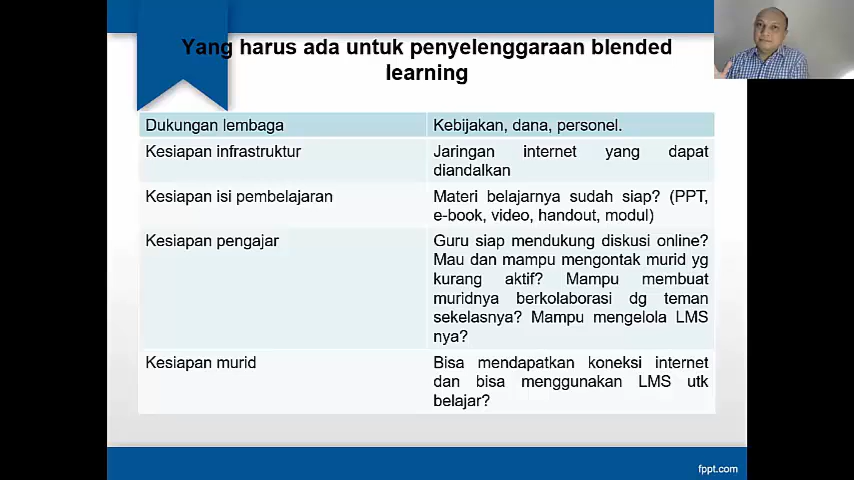 Yang harus ada untuk penyelenggaraan blended
learning
Dukungan lembaga
Kebijakan, dana, personel.
Kesiapan infrastruktur
Jaringan internet yang dapat
diandalkan
Kesiapan isi pembelajaran
Materi belajarnya sudah siap? (PPT,
e-book, video, handout, modul)
Kesiapan pengajar
Guru siap mendukung diskusi online?
Mau dan mampu mengontak murid yg
kurang aktif? Mampu membuat
muridnya berkolaborasi dg teman
sekelasnya? Mampu mengelola LMS
nya?
Kesiapan murid
Bisa mendapatkan koneksi internet
dan bisa menggunakan LMS utk
belajar?
fppt.com